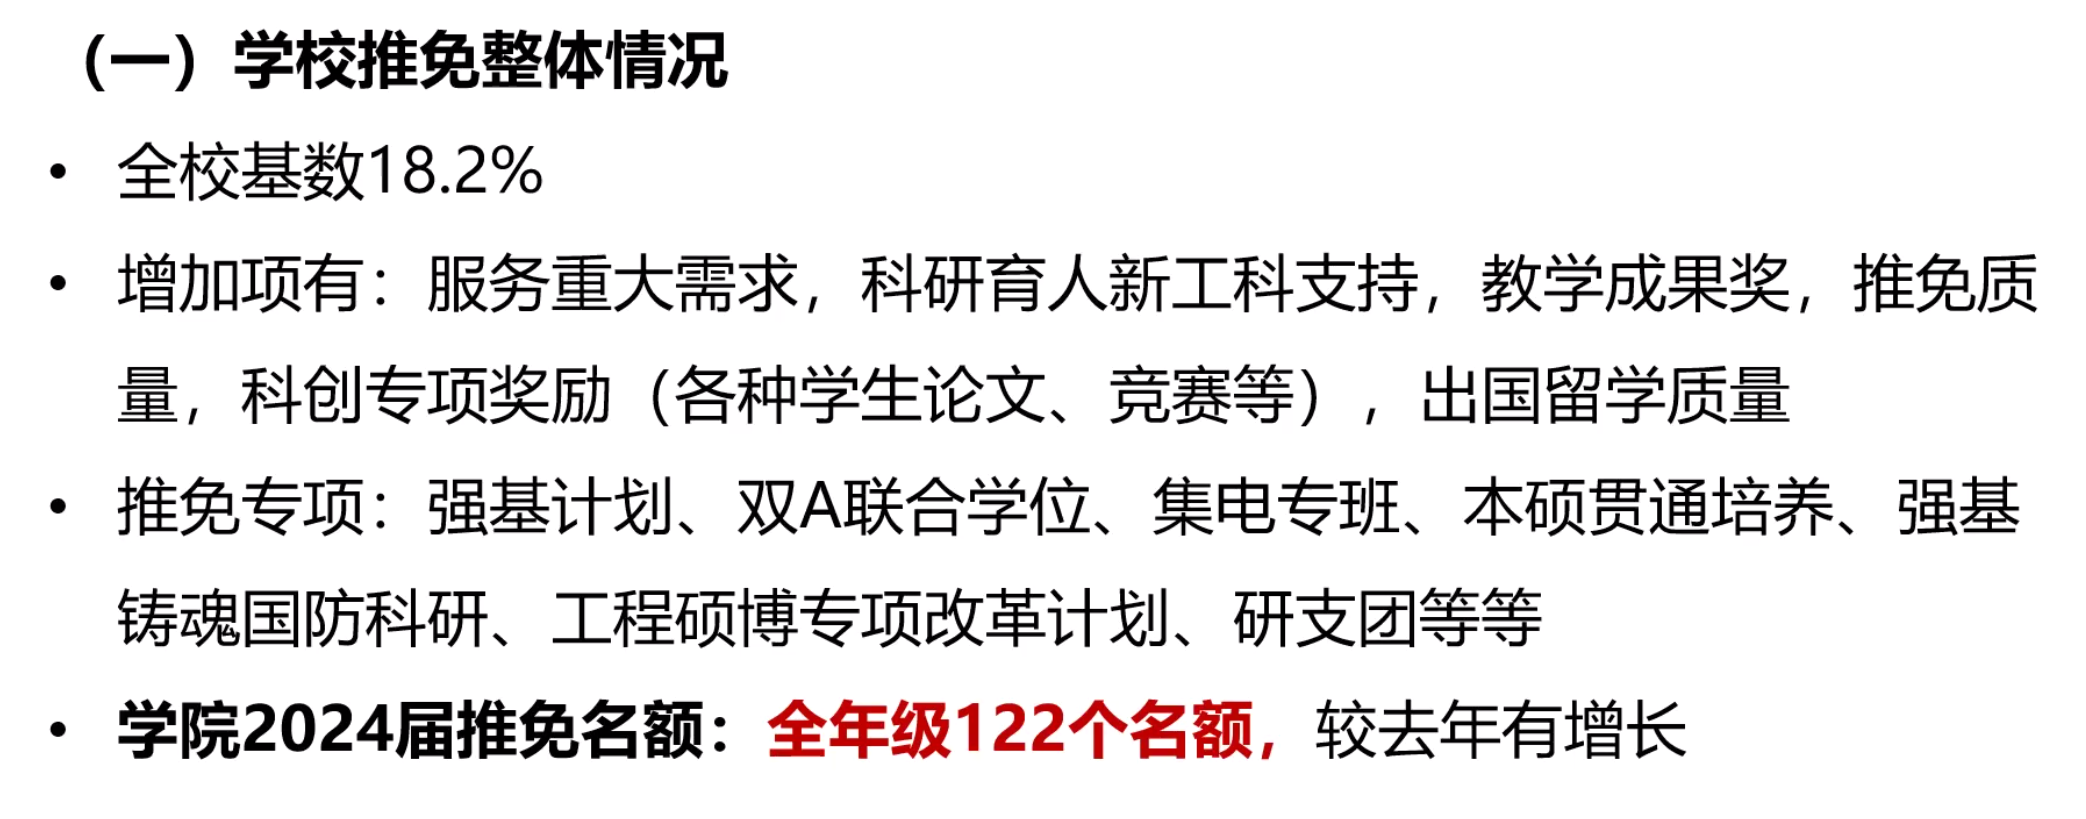 （一）学校推免整体情况
• 全校基数18.2%
• 增加项有：服务重大需求，科研育人新工科支持，教学成果奖，推免质
量，科创专项奖励（各种学生论文、竞赛等），出国留学质量
• 推免专项：强基计划、双A联合学位、集电专班、本硕贯通培养、强基
铸魂国防科研、工程硕博专项改革计划、研支团等等
• 学院2024届推免名额：全年级122个名额，较去年有增长